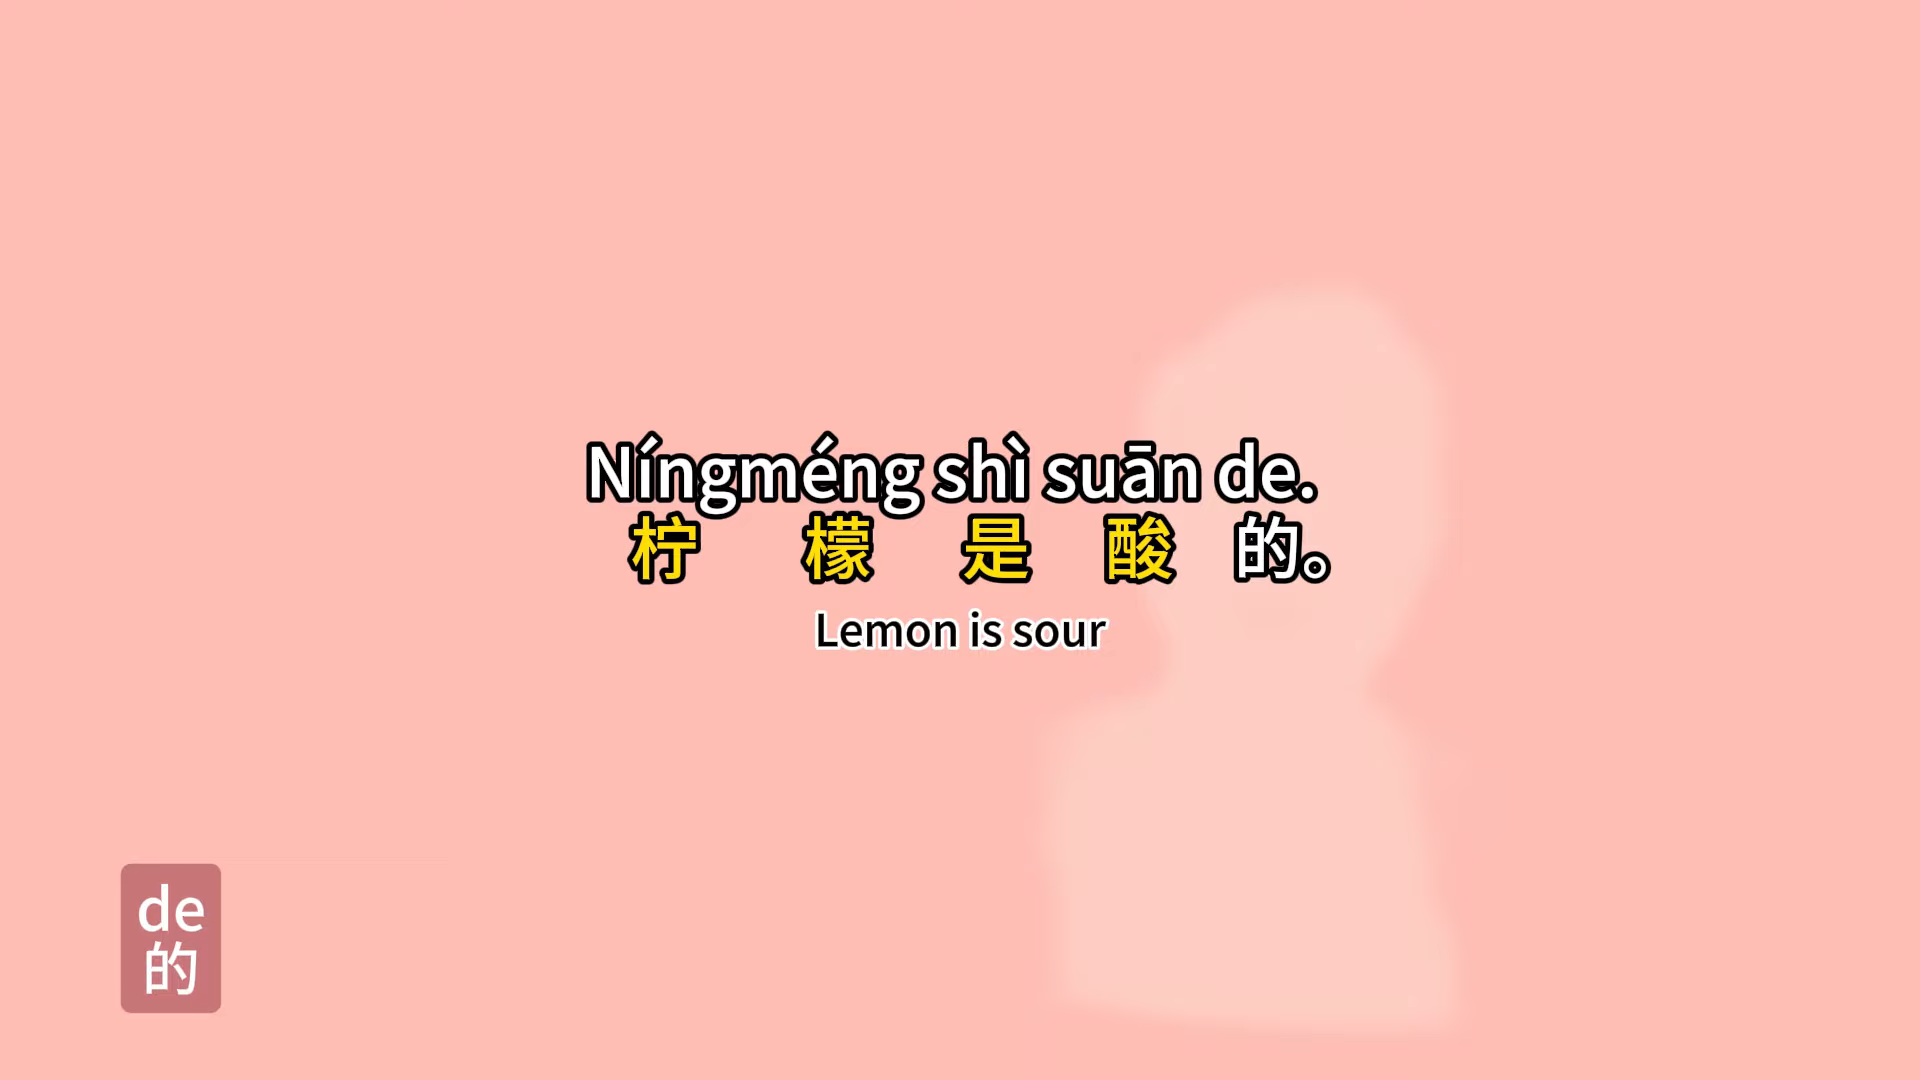 Níngméng shì suān de.
柠檬是酸的。
Lemon is sour
de
的